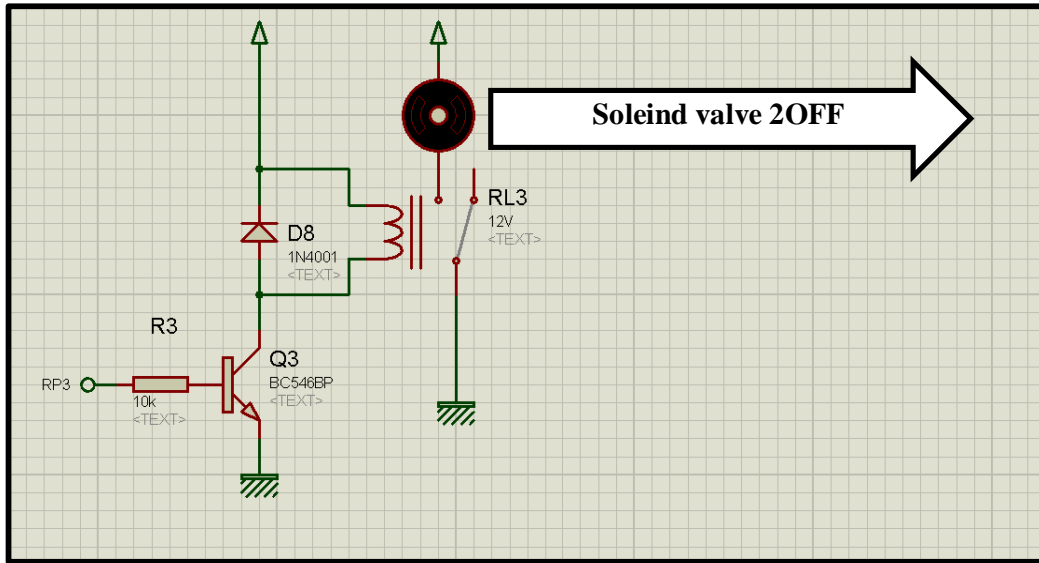 Soleind valve 2OFF
RL3
12V
<TEXT>
D8
1N4001
<TEXT>
R3
Q3
BC546BP
<TEXT>
RP3
10k
<TEXT>